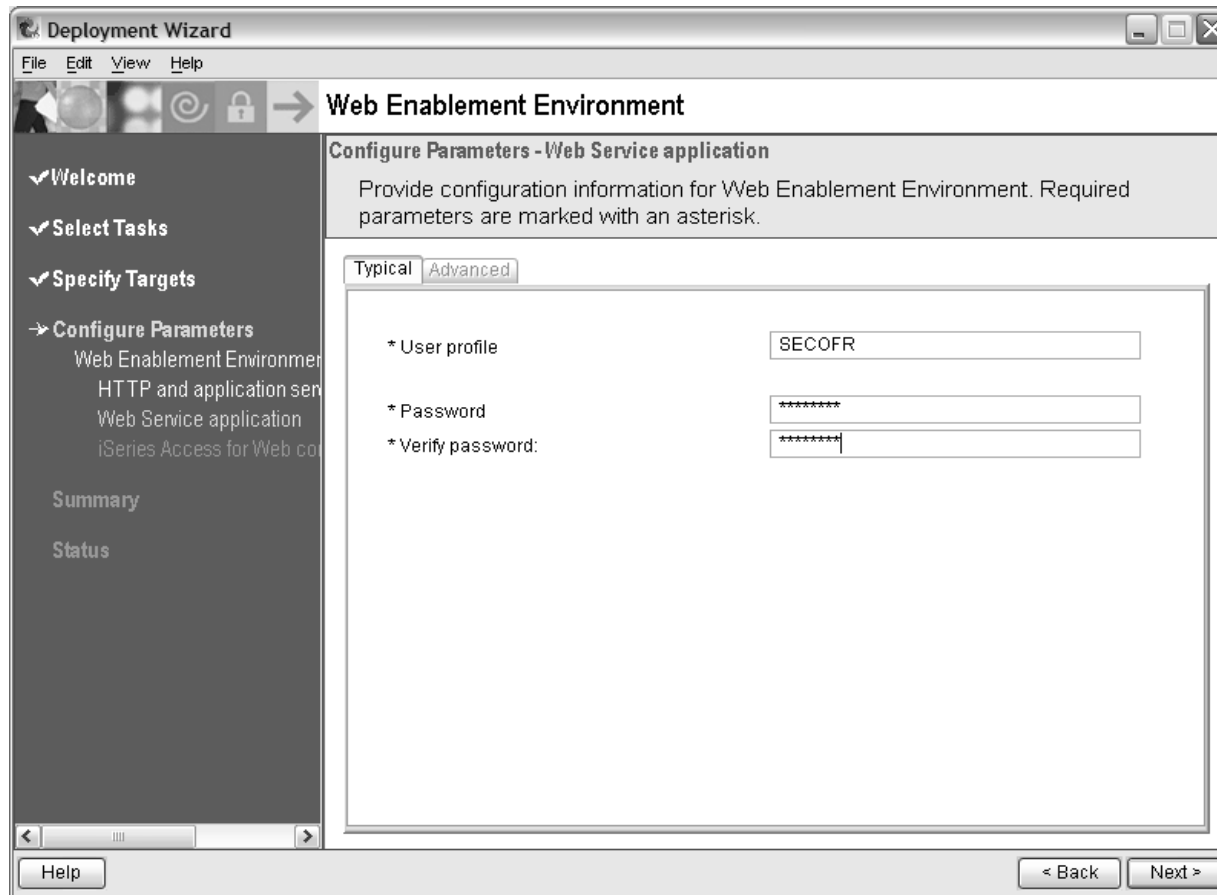 Deployment Wizard
File Edit View Help
Web Enablement Environment
Configure Parameters - Web Service application
Provide configuration information for Web Enablement Environment. Required
parameters are marked with an asterisk.
Welcome
Select Tasks
Specify Targets
Configure Parameters
Web Enablement Environmen
HTTP and application sen
Web Service application
iSeries Access for Web co
Summary
Status
Typical Advanced
* User profile SECOFR
* Password ********
* Verify password: ********
Help < Back Next >